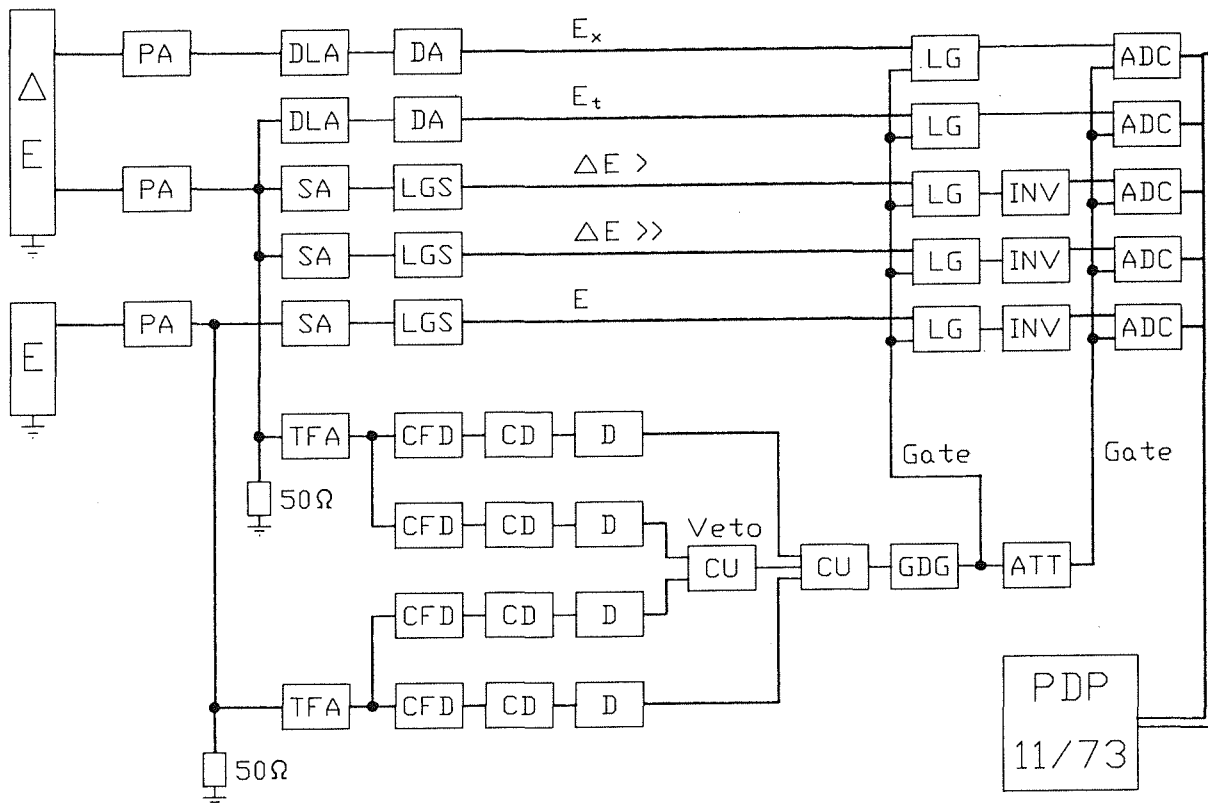 Δ E
PA DLA DA Eₓ LG ADC
DLA DA Eₜ LG ADC
PA SA LGS ΔE > LG INV ADC
SA LGS ΔE >> LG INV ADC
E PA SA LGS E LG INV ADC
TFA CFD CD D Gate Gate
50Ω
CFD CD D Veto
CU CU GDG ATT
CFD CD D
TFA CFD CD D
50Ω
PDP
11/73